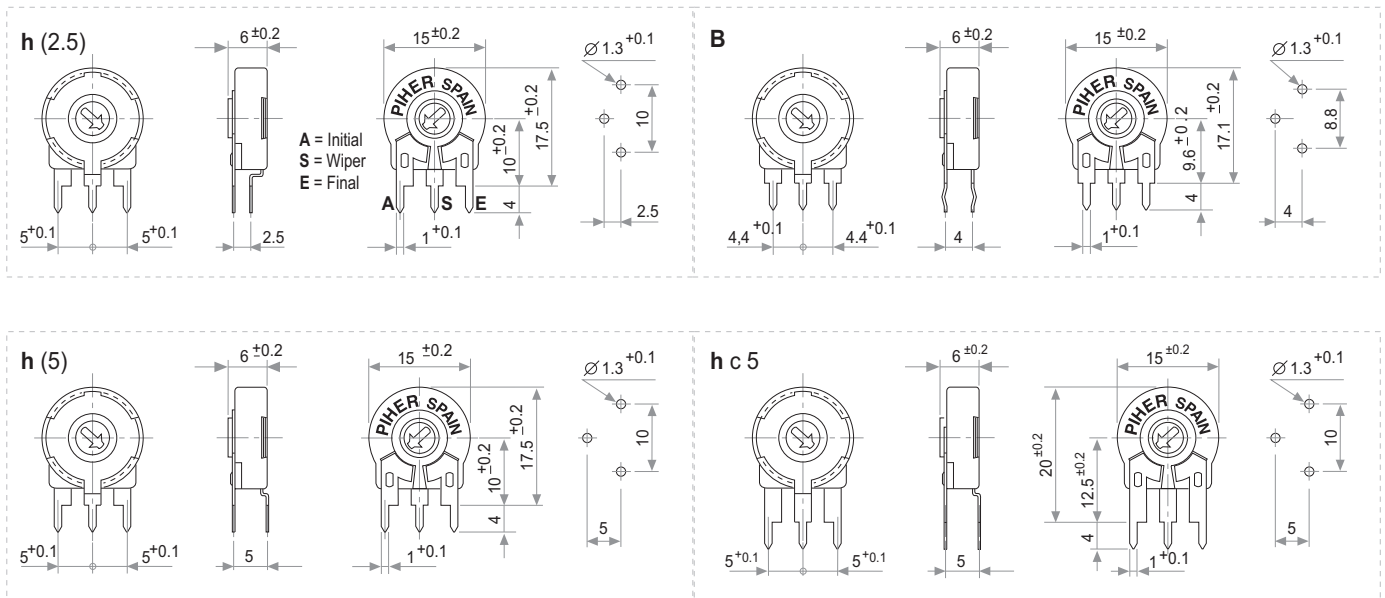 h (2.5)
6 ±0.2
15 ±0.2
Ø 1.3 +0.1
PIHER SPAIN
A = Initial
S = Wiper
E = Final
10 ±0.2
17.5 ±0.2
10
A
S
E
4
2.5
5 +0.1
5 +0.1
2.5
1 +0.1
B
6 ±0.2
15 ±0.2
Ø 1.3 +0.1
PIHER SPAIN
9.6 ±0.2
17.1 ±0.2
8.8
4
4
4,4 +0.1
4.4 +0.1
4
1 +0.1
h (5)
6 ±0.2
15 ±0.2
Ø 1.3 +0.1
PIHER SPAIN
10 ±0.2
17.5 ±0.2
10
4
5
5 +0.1
5 +0.1
5
1 +0.1
h c 5
6 ±0.2
15 ±0.2
Ø 1.3 +0.1
PIHER SPAIN
20 ±0.2
12.5 ±0.2
10
4
5
5 +0.1
5 +0.1
5
1 +0.1